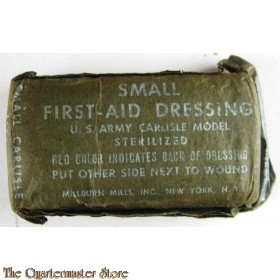 SMALL
FIRST-AID DRESSING
U. S. ARMY CARLISLE MODEL
STERILIZED
RED COLOR INDICATES BACK OF DRESSING
PUT OTHER SIDE NEXT TO WOUND
MILLBURN MILLS, INC., NEW YORK, N.Y.
SMALL CARLISLE
The Quartermaster Store